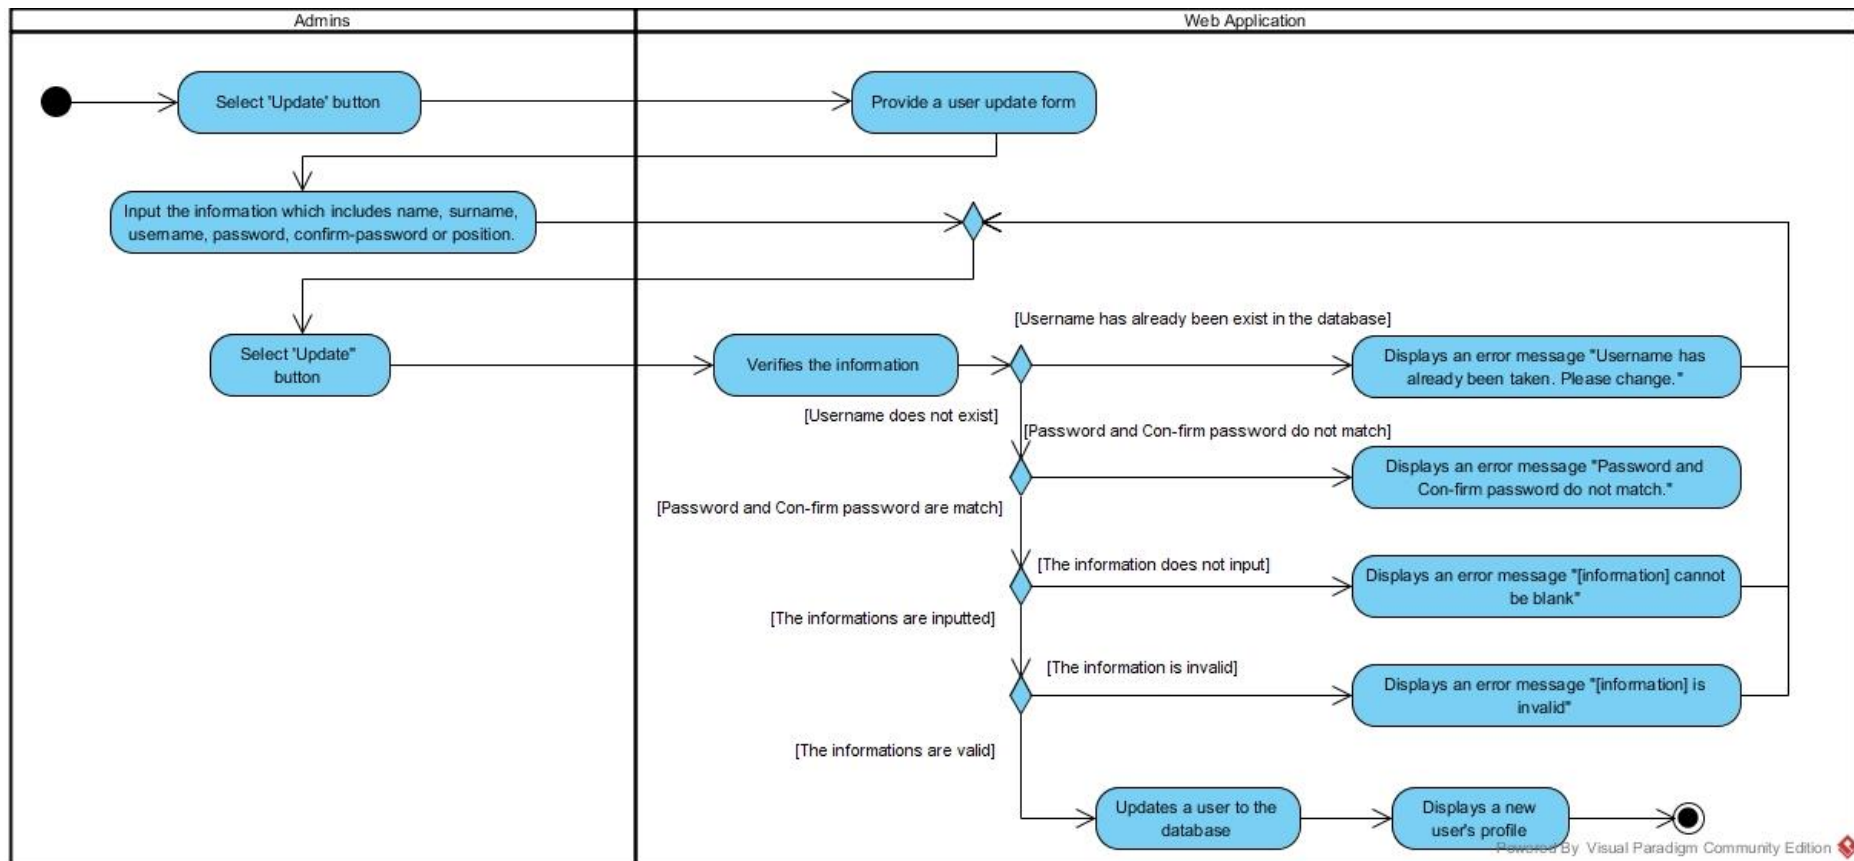 Admins
Web Application
Select 'Update' button
Provide a user update form
Input the information which includes name, surname,
username, password, confirm-password or position.
[Username has already been exist in the database]
Select 'Update"
button
Verifies the information
Displays an error message "Username has
already been taken. Please change."
[Username does not exist]
[Password and Con-firm password do not match]
Displays an error message "Password and
Con-firm password do not match."
[Password and Con-firm password are match]
[The information does not input]
Displays an error message "[information] cannot
be blank"
[The informations are inputted]
[The information is invalid]
Displays an error message "[information] is
invalid"
[The informations are valid]
Updates a user to the
database
Displays a new
user's profile
Powered By Visual Paradigm Community Edition